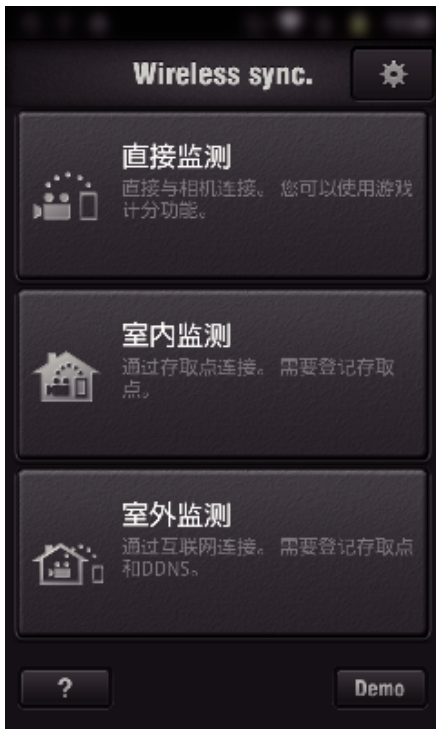 Wireless sync.
直接监测
直接与相机连接。 您可以使用游戏
计分功能。
室内监测
通过存取点连接。 需要登记存取
点。
室外监测
通过互联网连接。 需要登记存取点
和DDNS。
?
Demo